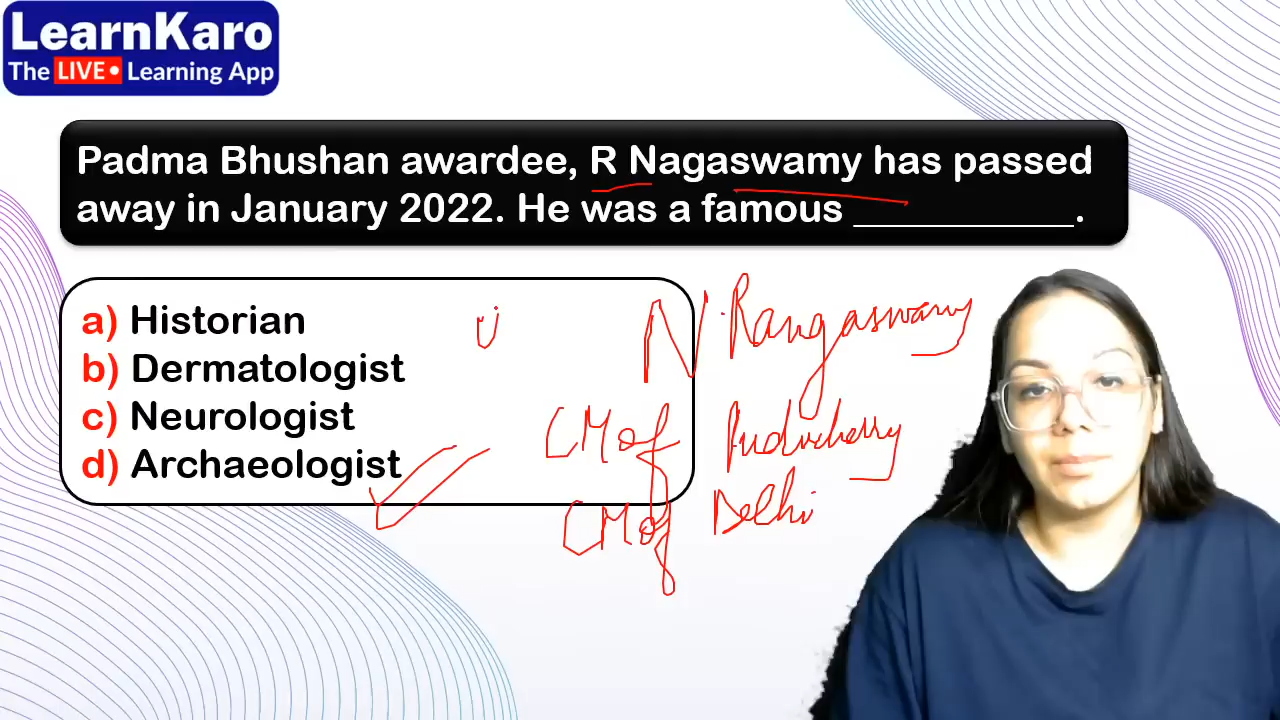 LearnKaro
The LIVE • Learning App
Padma Bhushan awardee, R Nagaswamy has passed
away in January 2022. He was a famous ____________.
a) Historian
b) Dermatologist
c) Neurologist
d) Archaeologist
N. Rangaswamy
CM of Puducherry
CM of Delhi